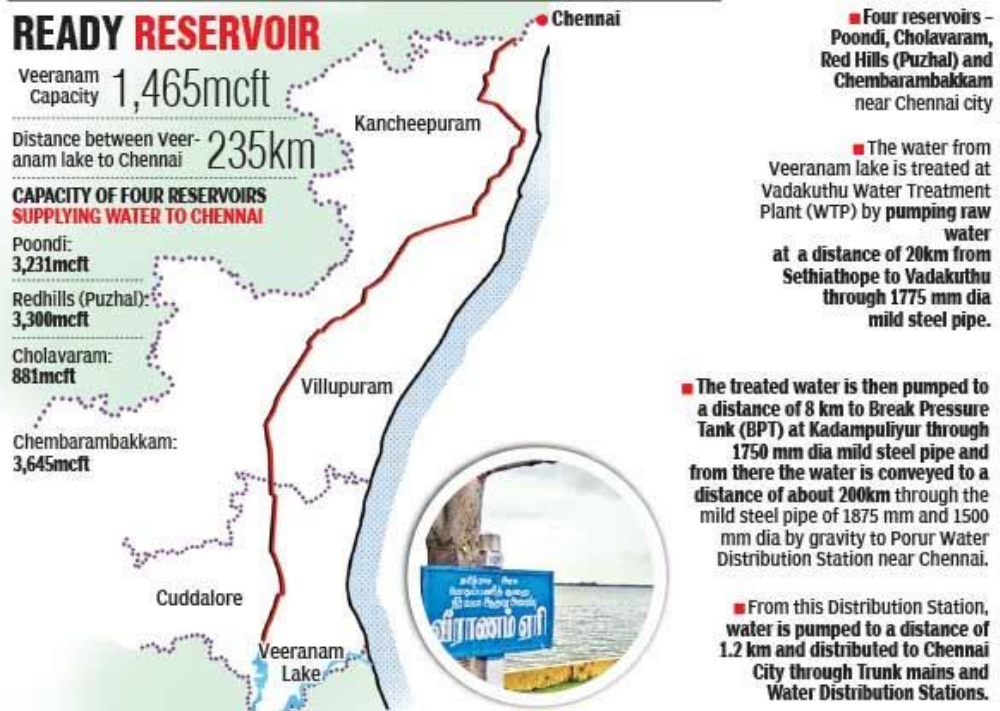 READY RESERVOIR
Veeranam
Capacity 1,465mcft
Distance between Veer-
anam lake to Chennai 235km
CAPACITY OF FOUR RESERVOIRS
SUPPLYING WATER TO CHENNAI
Poondi:
3,231mcft
Redhills (Puzhal):
3,300mcft
Cholavaram:
881mcft
Chembarambakkam:
3,645mcft
Chennai
Kancheepuram
Villupuram
Cuddalore
Veeranam
Lake
வீராணம் ஏரி
Four reservoirs –
Poondi, Cholavaram,
Red Hills (Puzhal) and
Chembarambakkam
near Chennai city
The water from
Veeranam lake is treated at
Vadakuthu Water Treatment
Plant (WTP) by pumping raw
water
at a distance of 20km from
Sethiathope to Vadakuthu
through 1775 mm dia
mild steel pipe.
The treated water is then pumped to
a distance of 8 km to Break Pressure
Tank (BPT) at Kadampuliyur through
1750 mm dia mild steel pipe and
from there the water is conveyed to a
distance of about 200km through the
mild steel pipe of 1875 mm and 1500
mm dia by gravity to Porur Water
Distribution Station near Chennai.
From this Distribution Station,
water is pumped to a distance of
1.2 km and distributed to Chennai
City through Trunk mains and
Water Distribution Stations.